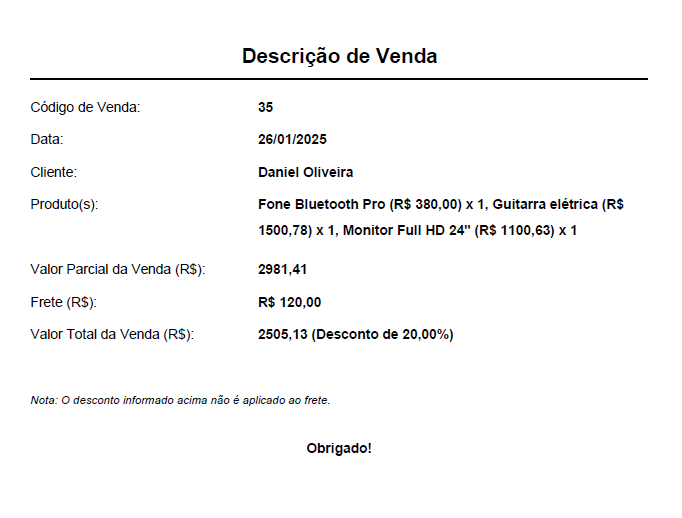 Descrição de Venda
Código de Venda: 35
Data: 26/01/2025
Cliente: Daniel Oliveira
Produto(s): Fone Bluetooth Pro (R$ 380,00) x 1, Guitarra elétrica (R$
1500,78) x 1, Monitor Full HD 24" (R$ 1100,63) x 1
Valor Parcial da Venda (R$): 2981,41
Frete (R$): R$ 120,00
Valor Total da Venda (R$): 2505,13 (Desconto de 20,00%)
Nota: O desconto informado acima não é aplicado ao frete.
Obrigado!